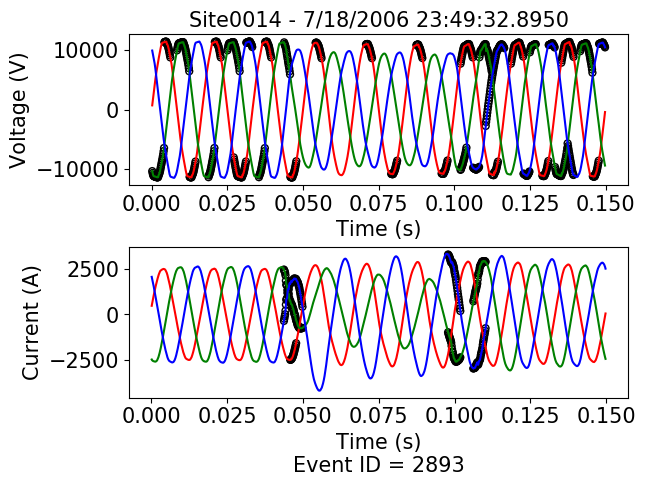 Site0014 - 7/18/2006 23:49:32.8950
Voltage (V)
10000
0
−10000
0.000 0.025 0.050 0.075 0.100 0.125 0.150
Time (s)
Current (A)
2500
0
−2500
0.000 0.025 0.050 0.075 0.100 0.125 0.150
Time (s)
Event ID = 2893